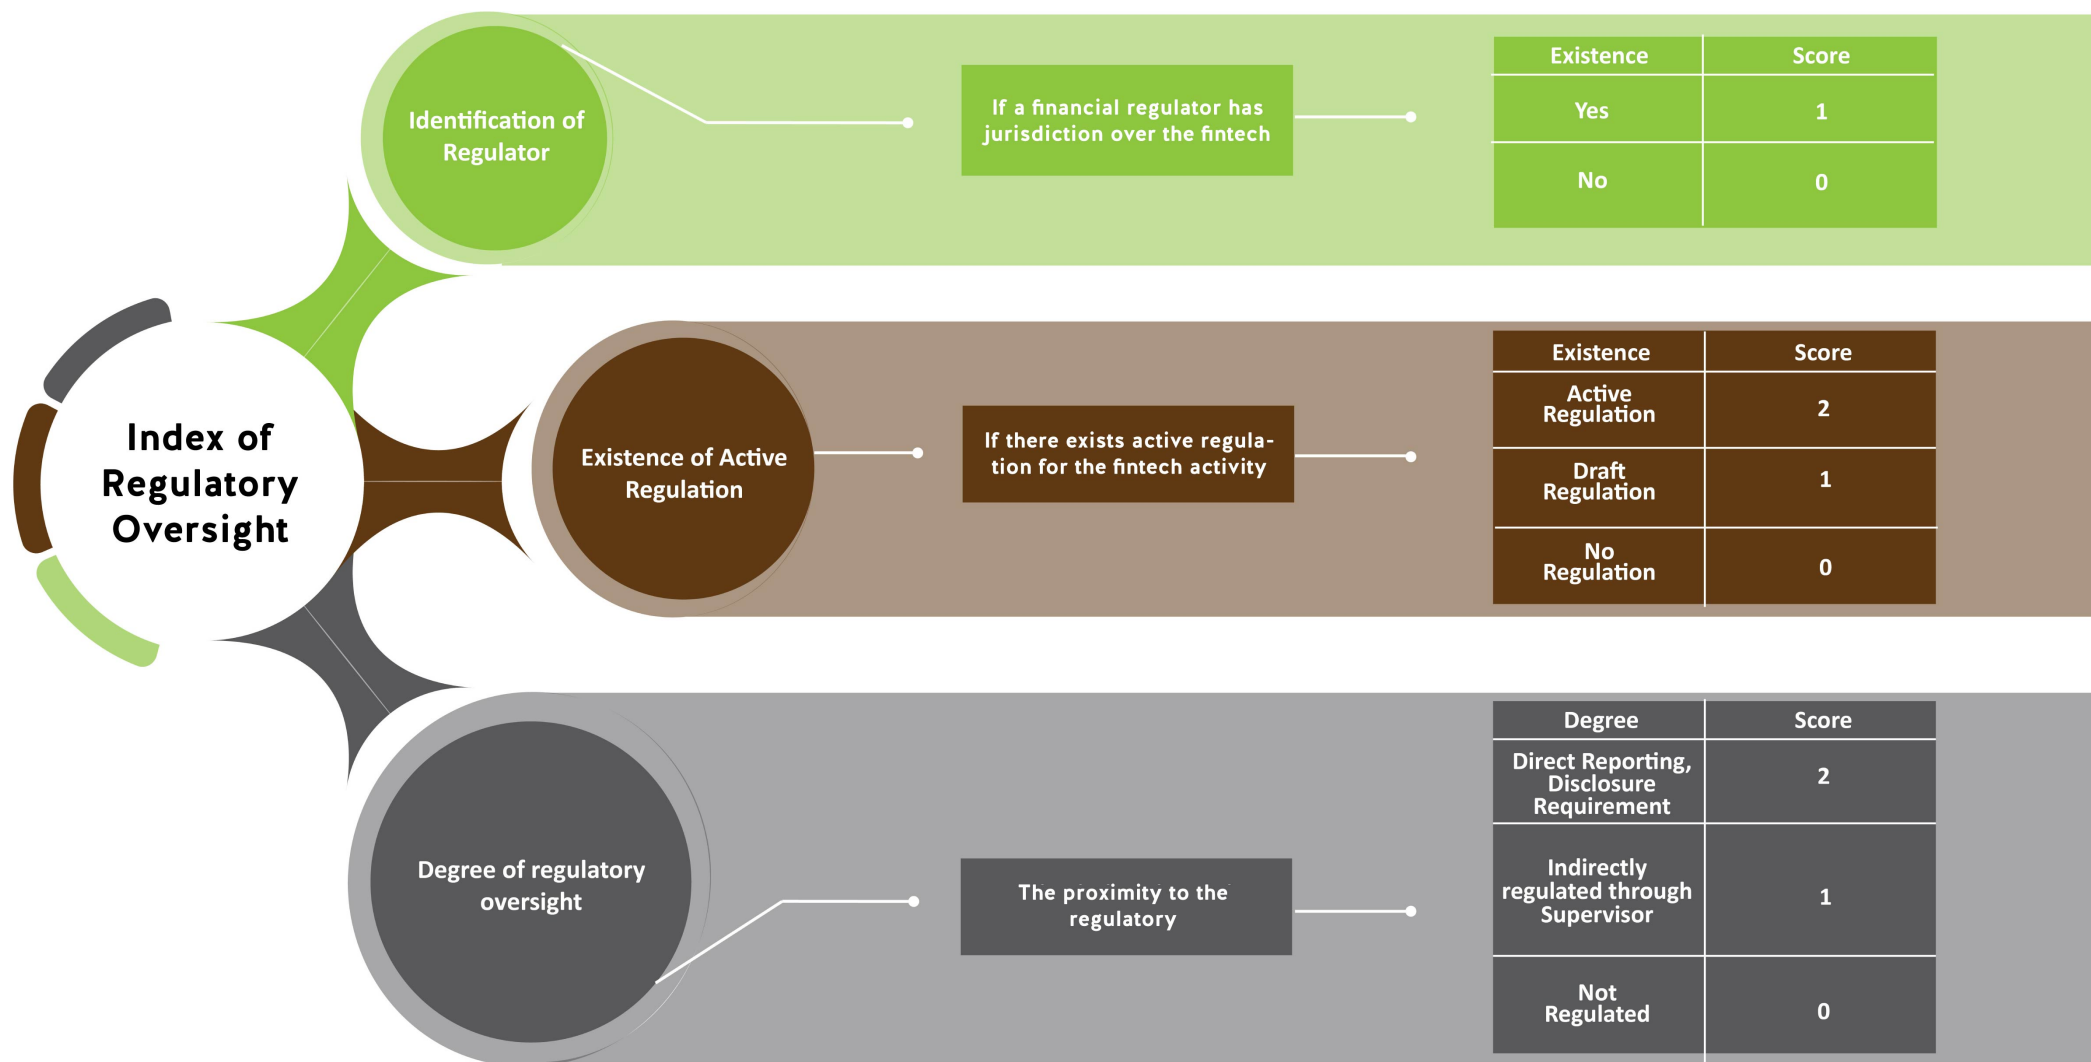 Index of
Regulatory
Oversight
Identification of
Regulator
If a financial regulator has
jurisdiction over the fintech
Existence Score
Yes 1
No 0
Existence of Active
Regulation
If there exists active regula-
tion for the fintech activity
Existence Score
Active
Regulation 2
Draft
Regulation 1
No
Regulation 0
Degree of regulatory
oversight
The proximity to the
regulatory
Degree Score
Direct Reporting,
Disclosure 2
Requirement
Indirectly
regulated through 1
Supervisor
Not
Regulated 0